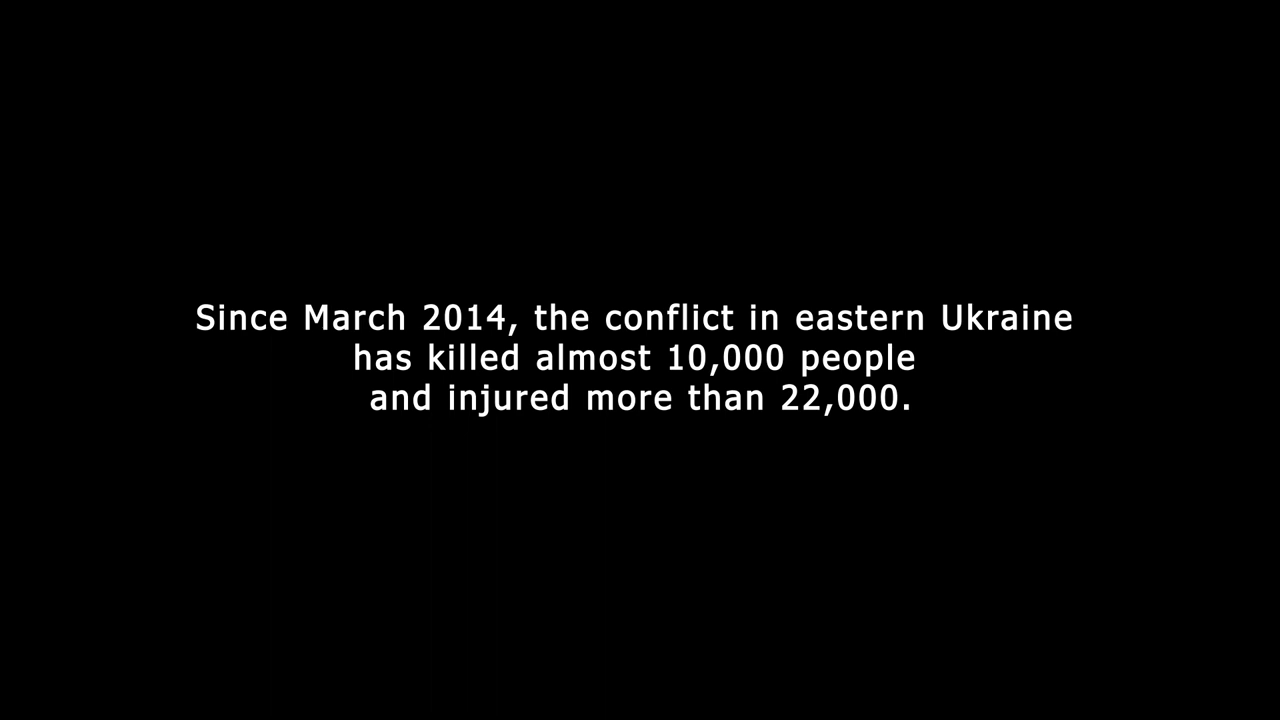 Since March 2014, the conflict in eastern Ukraine
has killed almost 10,000 people
and injured more than 22,000.